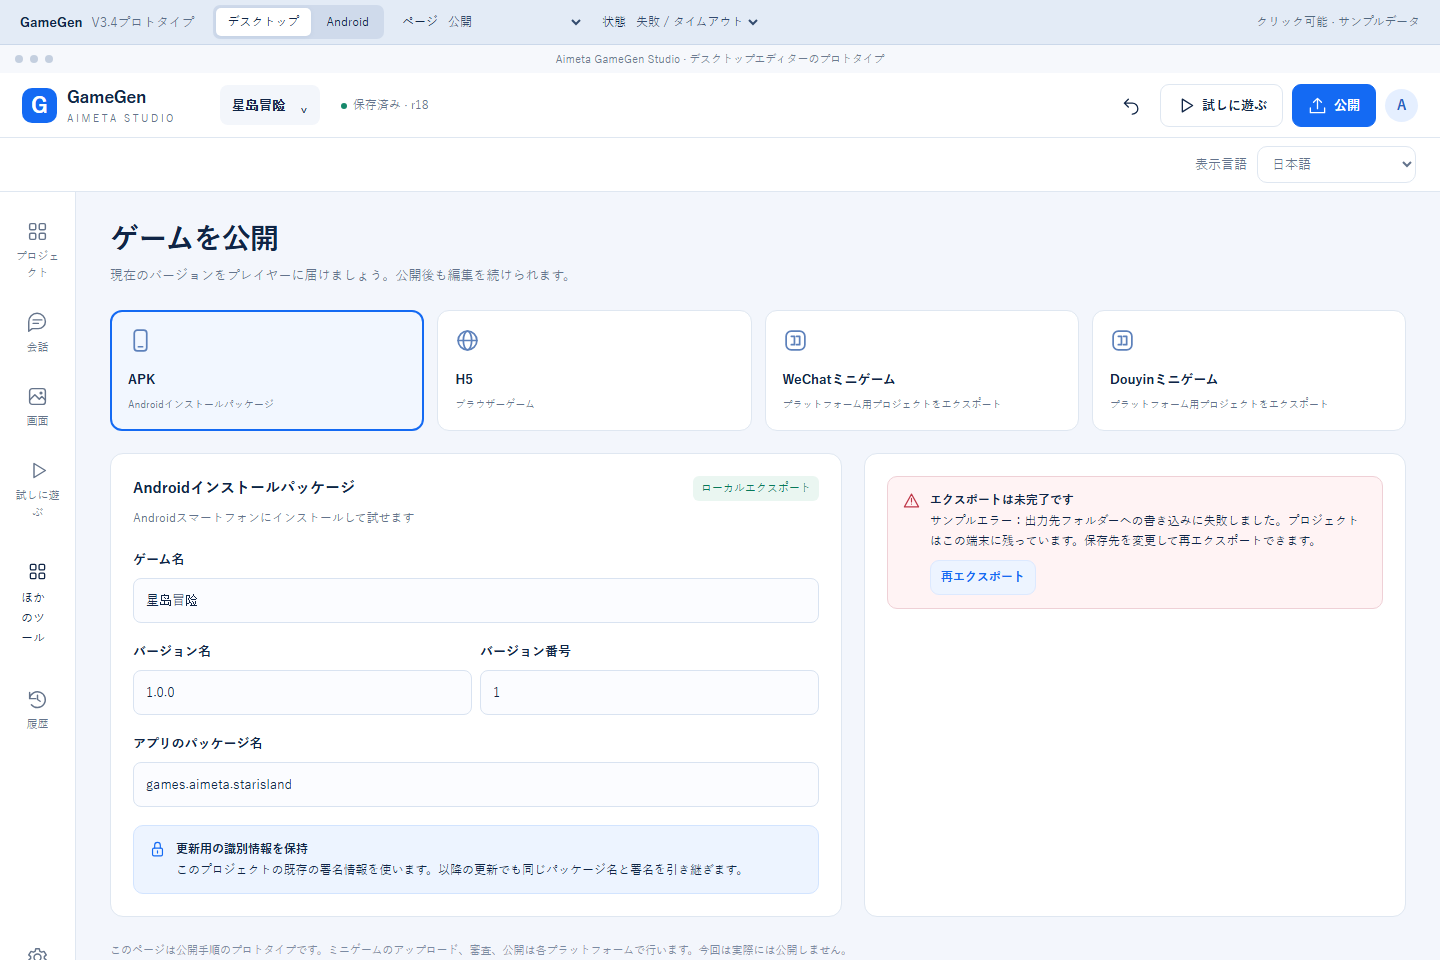 GameGen V3.4プロトタイプ デスクトップ Android ページ 公開 状態 失敗 / タイムアウト クリック可能 · サンプルデータ
Aimeta GameGen Studio · デスクトップエディターのプロトタイプ
G GameGen
AIMETA STUDIO
星岛冒险
保存済み · r18
試しに遊ぶ
公開
A
表示言語 日本語
プロジェ
クト
会話
画面
試しに遊
ぶ
ほか
のツ
ール
履歴
ゲームを公開
現在のバージョンをプレイヤーに届けましょう。公開後も編集を続けられます。
APK
Androidインストールパッケージ
H5
ブラウザーゲーム
WeChatミニゲーム
プラットフォーム用プロジェクトをエクスポート
Douyinミニゲーム
プラットフォーム用プロジェクトをエクスポート
Androidインストールパッケージ
ローカルエクスポート
Androidスマートフォンにインストールして試せます
ゲーム名
星岛冒险
バージョン名 バージョン番号
1.0.0 1
アプリのパッケージ名
games.aimeta.starisland
更新用の識別情報を保持
このプロジェクトの既存の署名情報を使います。以降の更新でも同じパッケージ名と署名を引き継ぎます。
エクスポートは未完了です
サンプルエラー：出力先フォルダーへの書き込みに失敗しました。プロジェクト
はこの端末に残っています。保存先を変更して再エクスポートできます。
再エクスポート
このページは公開手順のプロトタイプです。ミニゲームのアップロード、審査、公開は各プラットフォームで行います。今回は実際には公開しません。